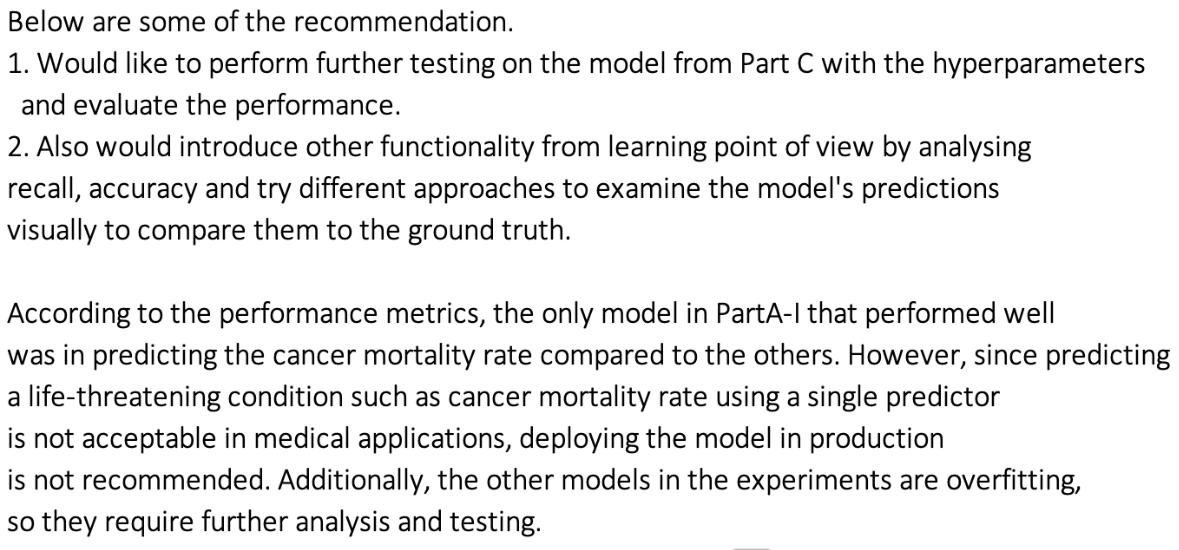 Below are some of the recommendation.
1. Would like to perform further testing on the model from Part C with the hyperparameters
and evaluate the performance.
2. Also would introduce other functionality from learning point of view by analysing
recall, accuracy and try different approaches to examine the model's predictions
visually to compare them to the ground truth.
According to the performance metrics, the only model in PartA-I that performed well
was in predicting the cancer mortality rate compared to the others. However, since predicting
a life-threatening condition such as cancer mortality rate using a single predictor
is not acceptable in medical applications, deploying the model in production
is not recommended. Additionally, the other models in the experiments are overfitting,
so they require further analysis and testing.